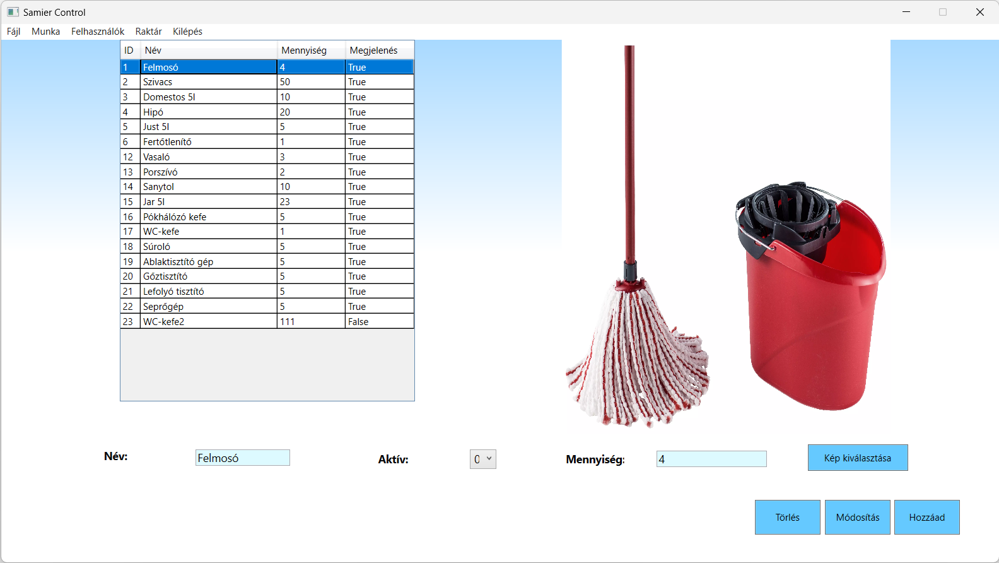 Samier Control
Fájl Munka Felhasználók Raktár Kilépés
ID Név Mennyiség Megjelenés
1 Felmosó 4 True
2 Szivacs 50 True
3 Domestos 5l 10 True
4 Hipó 20 True
5 Just 5l 5 True
6 Fertőtlenítő 1 True
12 Vasaló 3 True
13 Porszívó 2 True
14 Sanytol 10 True
15 Jar 5l 23 True
16 Pókhálózó kefe 5 True
17 WC-kefe 1 True
18 Súroló 5 True
19 Ablaktisztító gép 5 True
20 Gőztisztító 5 True
21 Lefolyó tisztító 5 True
22 Seprőgép 5 True
23 WC-kefe2 111 False
Név: Felmosó Aktív: 0 Mennyiség: 4 Kép kiválasztása
Törlés Módosítás Hozzáad